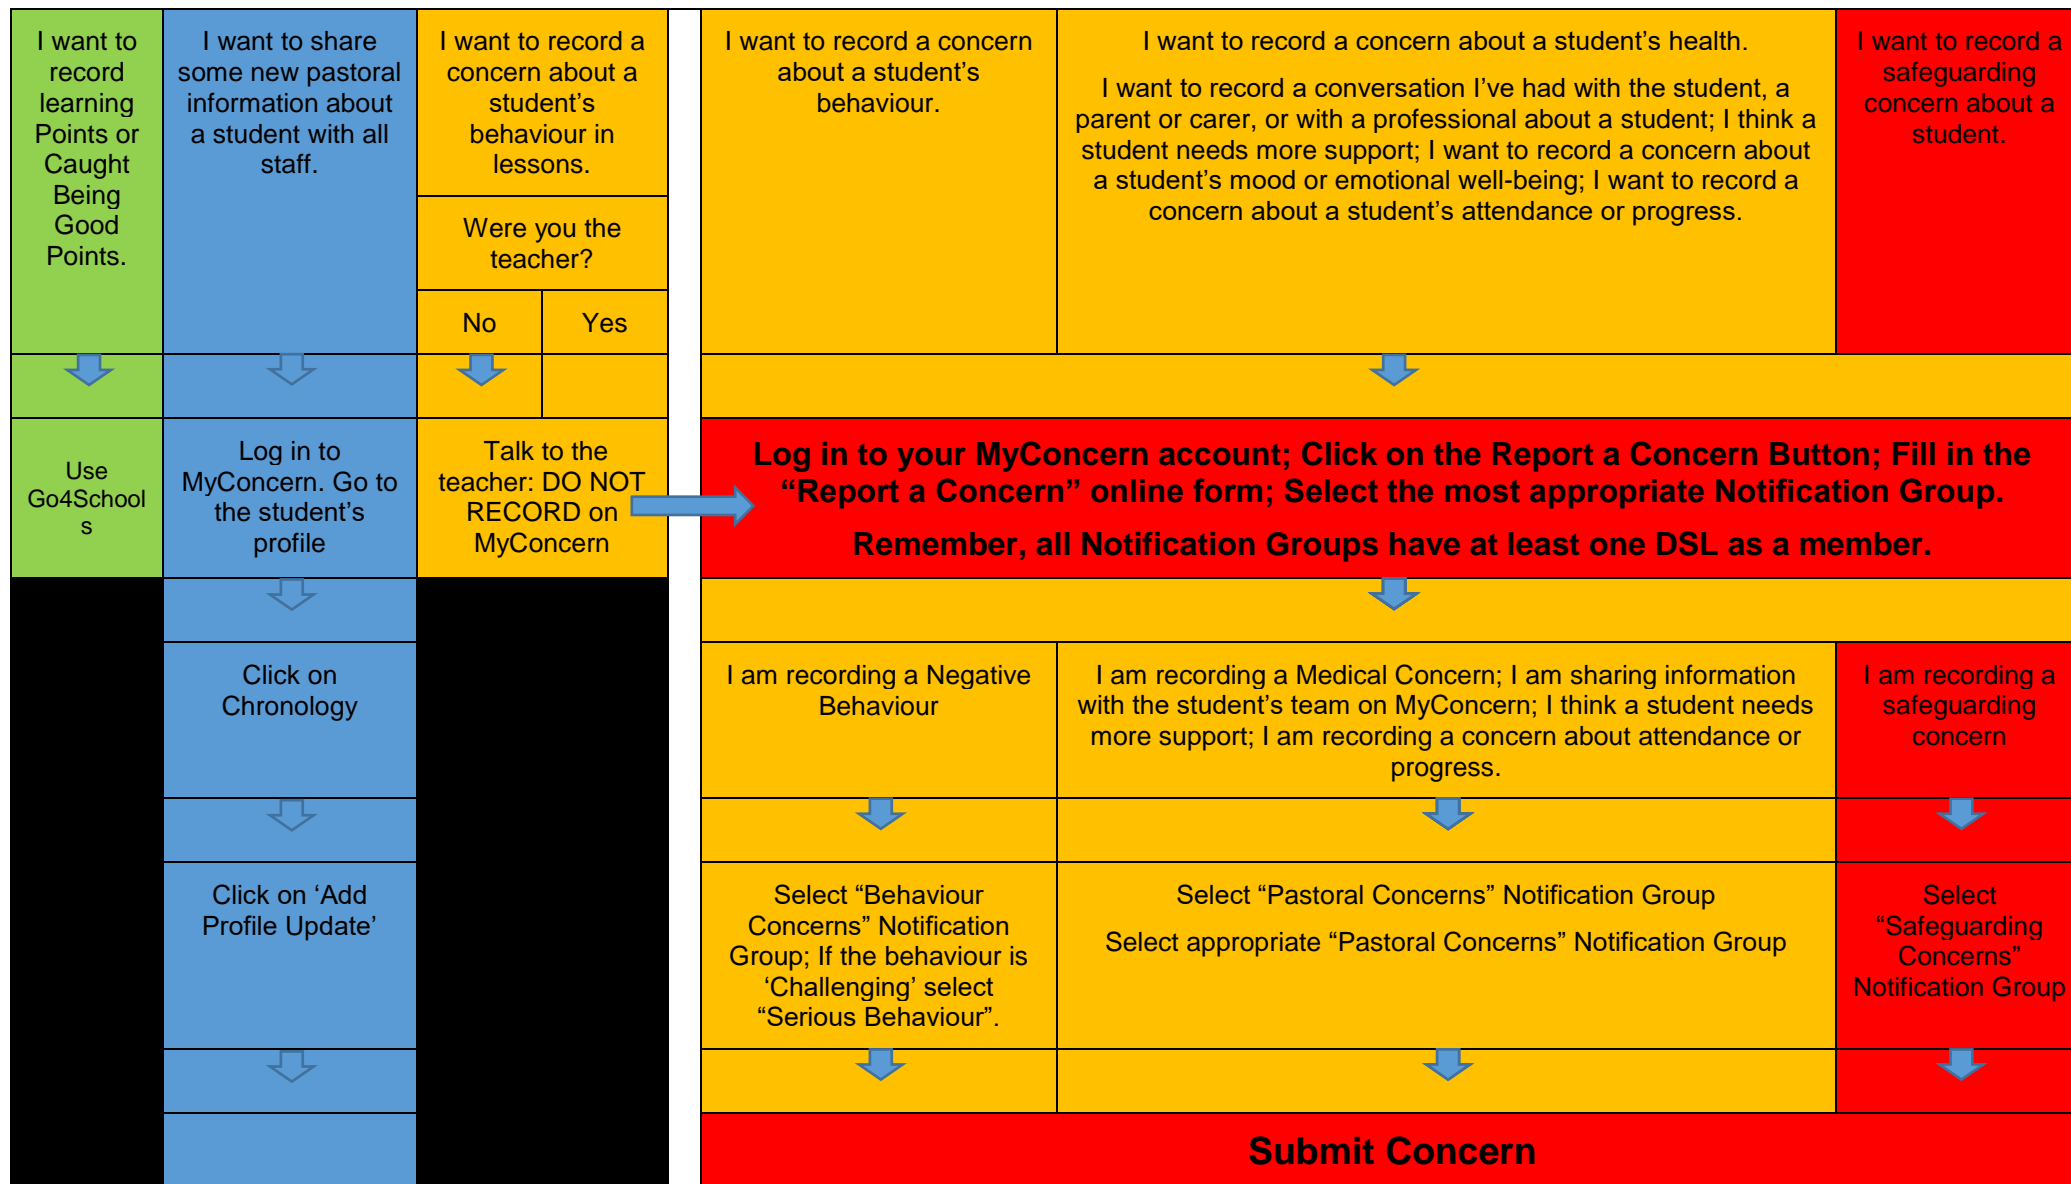 I want to
record
learning
Points or
Caught
Being
Good
Points.
I want to share
some new pastoral
information about
a student with all
staff.
I want to record a
concern about a
student’s
behaviour in
lessons.
Were you the
teacher?
No
Yes
I want to record a concern
about a student’s
behaviour.
I want to record a concern about a student’s health.
I want to record a conversation I’ve had with the student, a
parent or carer, or with a professional about a student; I think a
student needs more support; I want to record a concern about
a student’s mood or emotional well-being; I want to record a
concern about a student’s attendance or progress.
I want to record a
safeguarding
concern about a
student.
Use
Go4School
s
Log in to
MyConcern. Go to
the student’s
profile
Talk to the
teacher: DO NOT
RECORD on
MyConcern
Log in to your MyConcern account; Click on the Report a Concern Button; Fill in the
“Report a Concern” online form; Select the most appropriate Notification Group.
Remember, all Notification Groups have at least one DSL as a member.
Click on
Chronology
I am recording a Negative
Behaviour
I am recording a Medical Concern; I am sharing information
with the student’s team on MyConcern; I think a student needs
more support; I am recording a concern about attendance or
progress.
I am recording a
safeguarding
concern
Click on ‘Add
Profile Update’
Select “Behaviour
Concerns” Notification
Group; If the behaviour is
‘Challenging’ select
“Serious Behaviour”.
Select “Pastoral Concerns” Notification Group
Select appropriate “Pastoral Concerns” Notification Group
Select
“Safeguarding
Concerns”
Notification Group
Submit Concern